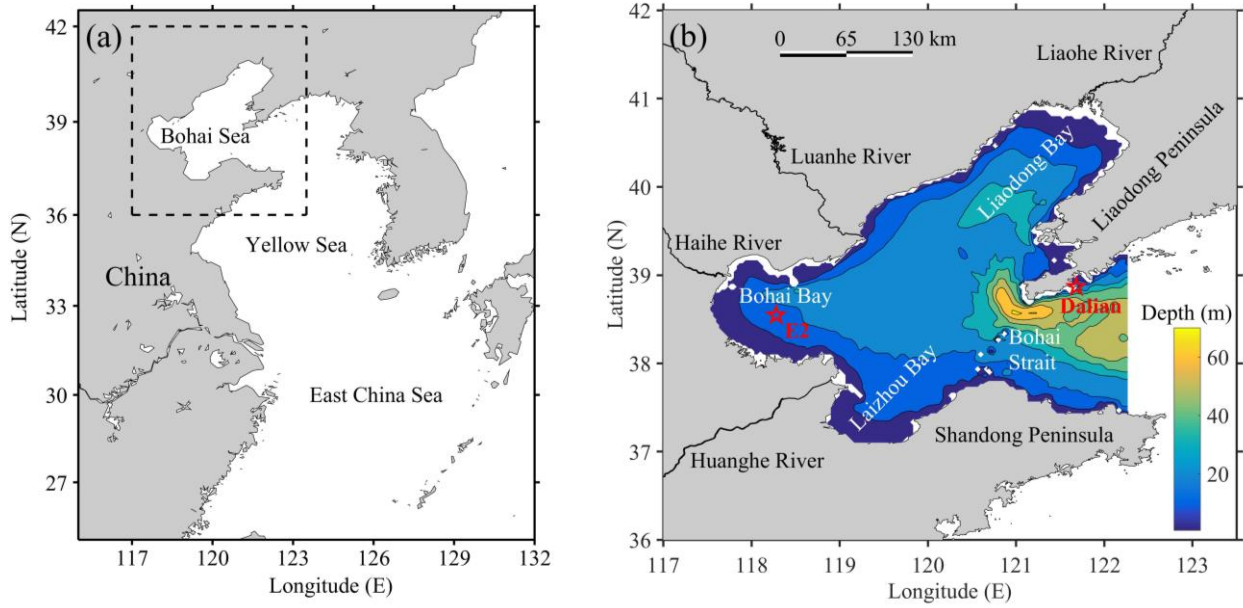 (a)
42
39
36
33
30
27
117
120
123
126
129
132
Latitude (N)
Longitude (E)
Bohai Sea
Yellow Sea
China
East China Sea
(b)
0 65 130 km
Liaohe River
Luanhe River
Liaodong Bay
Liaodong Peninsula
Haihe River
Bohai Bay
E2
Dalian
Depth (m)
60
40
20
Bohai
Strait
Laizhou Bay
Shandong Peninsula
Huanghe River
42
41
40
39
38
37
36
117
118
119
120
121
122
123
Latitude (N)
Longitude (E)